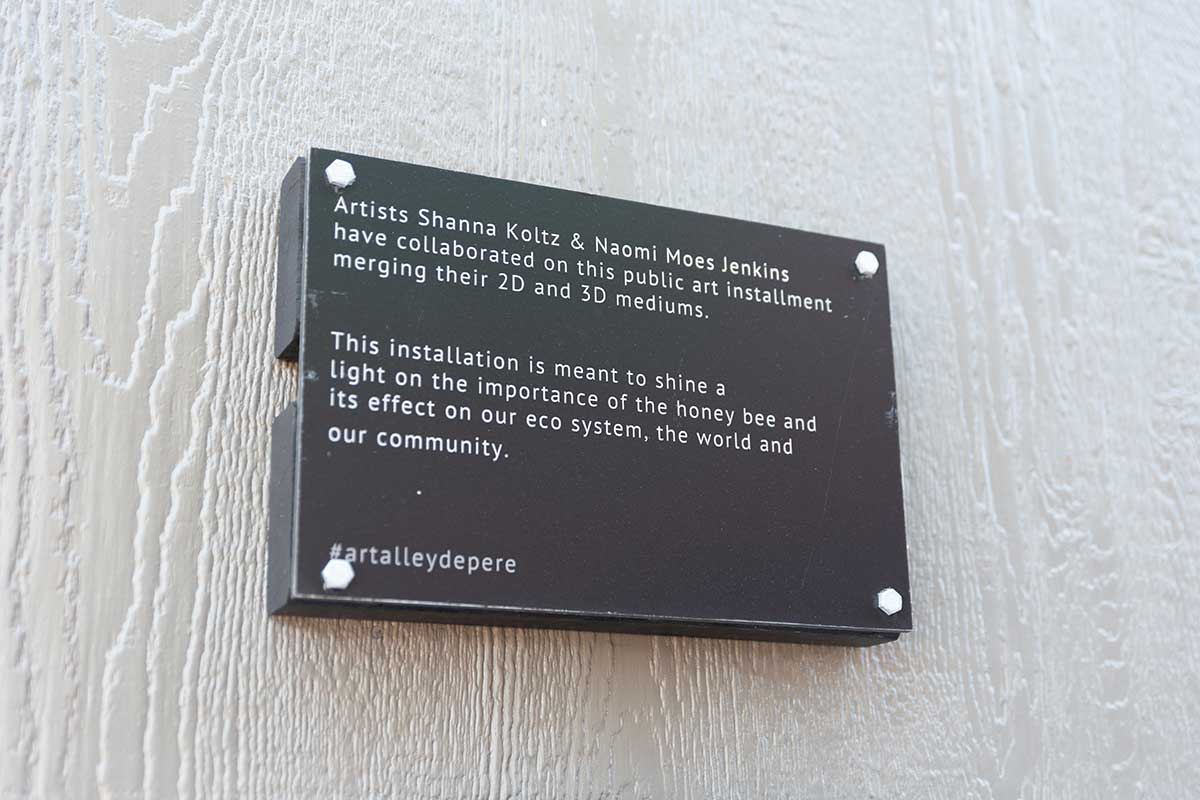 Artists Shanna Koltz & Naomi Moes Jenkins
have collaborated on this public art installment
merging their 2D and 3D mediums.
This installation is meant to shine a
light on the importance of the honey bee and
its effect on our eco system, the world and
our community.
#artalleydepere